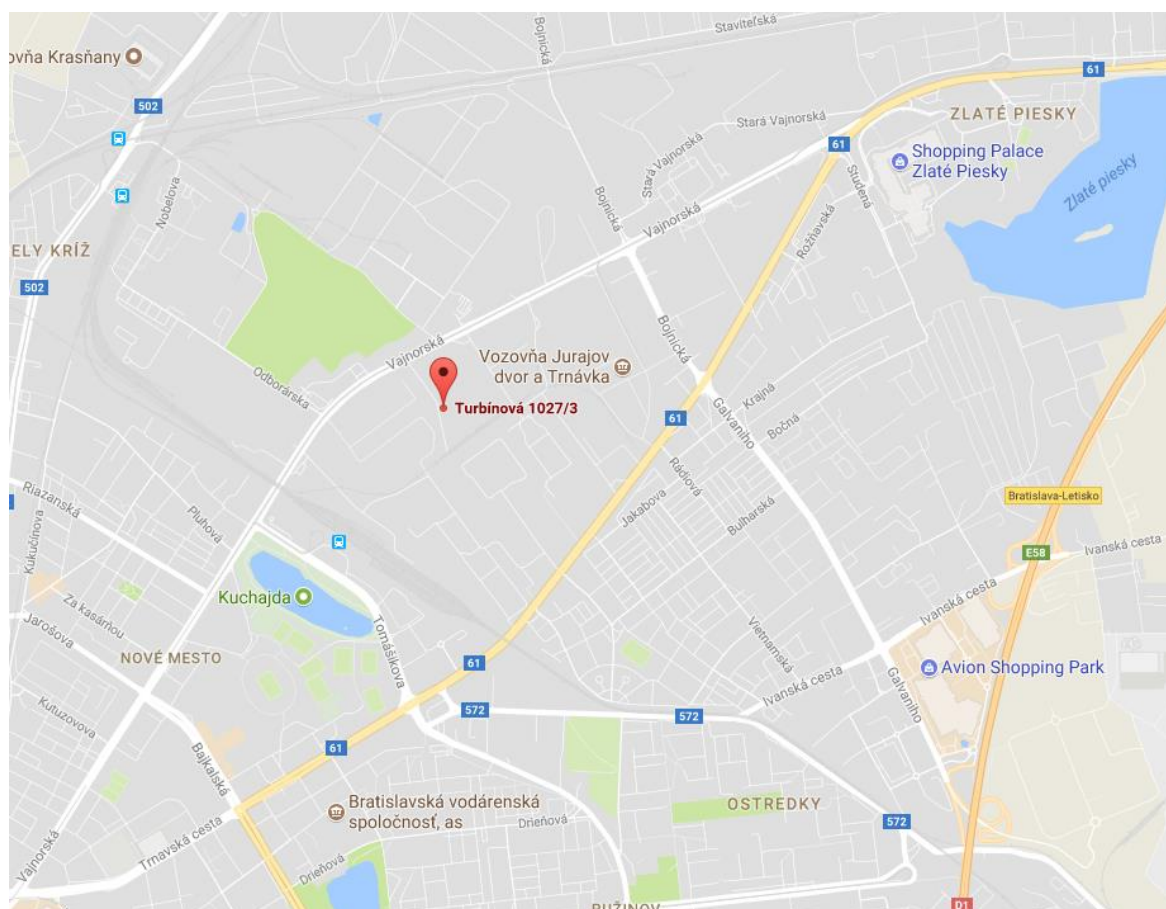 Staviteľská
Bojnická
ovňa Krasňany
61
502
ZLATÉ PIESKY
Stará Vajnorská
61
Shopping Palace
Zlaté Piesky
Stará Vajnorská
Studená
Zlaté piesky
Nobelova
Bojnická
Vajnorská
Rožňavská
ELY KRÍŽ
502
Bojnická
Vajnorská
Vozovňa Jurajov
dvor a Trnávka
Odborárska
Krajná
Turbínová 1027/3
61
Galvaniho
Bočná
Rádiová
Riazanská
Pluhová
Jakabova
Bulharská
Bratislava-Letisko
Kukučínova
E58
Ivanská cesta
Kuchajda
Za kasárňou
Ivanská cesta
Jarošova
Tomášikova
Vietnamská
NOVÉ MESTO
61
Avion Shopping Park
Ivanská cesta
Galvaniho
Kutuzovova
572
572
Bajkalská
61
Bratislavská vodárenská
spoločnosť, as
OSTREDKY
Drieňová
572
Trnavská cesta
Vajnorská
Drieňová
D1
RUŽINOV